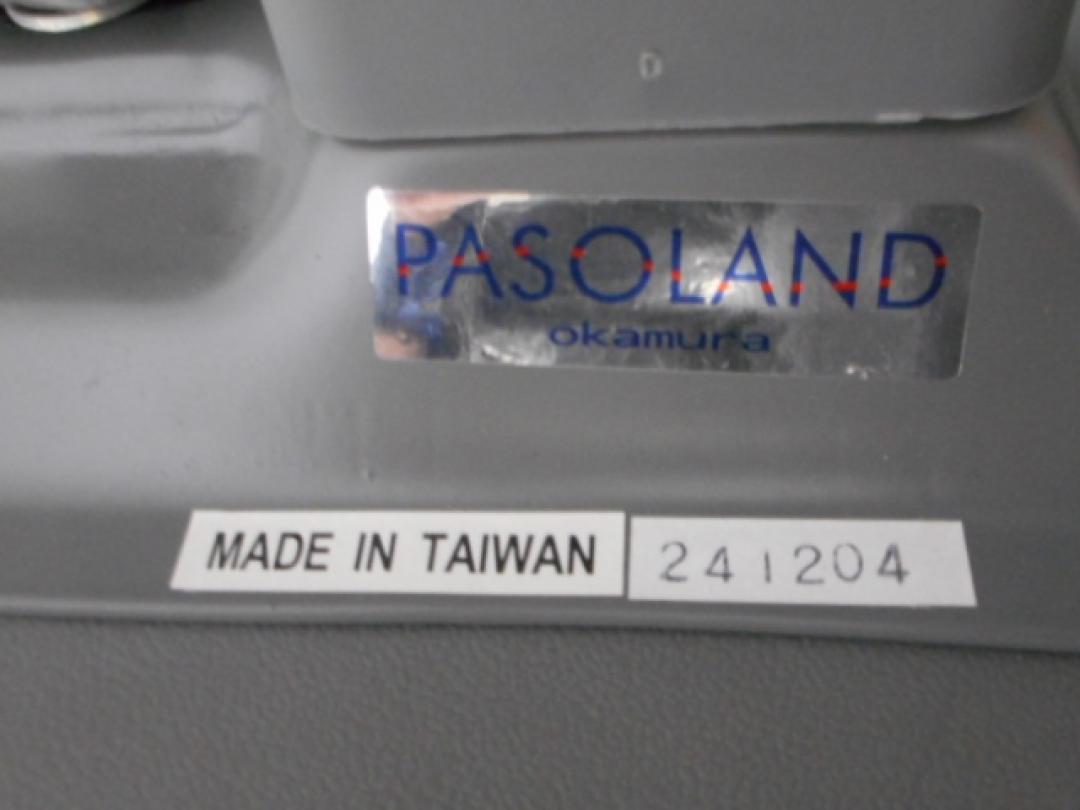 D
PASOLAND
okamura
MADE IN TAIWAN 241204